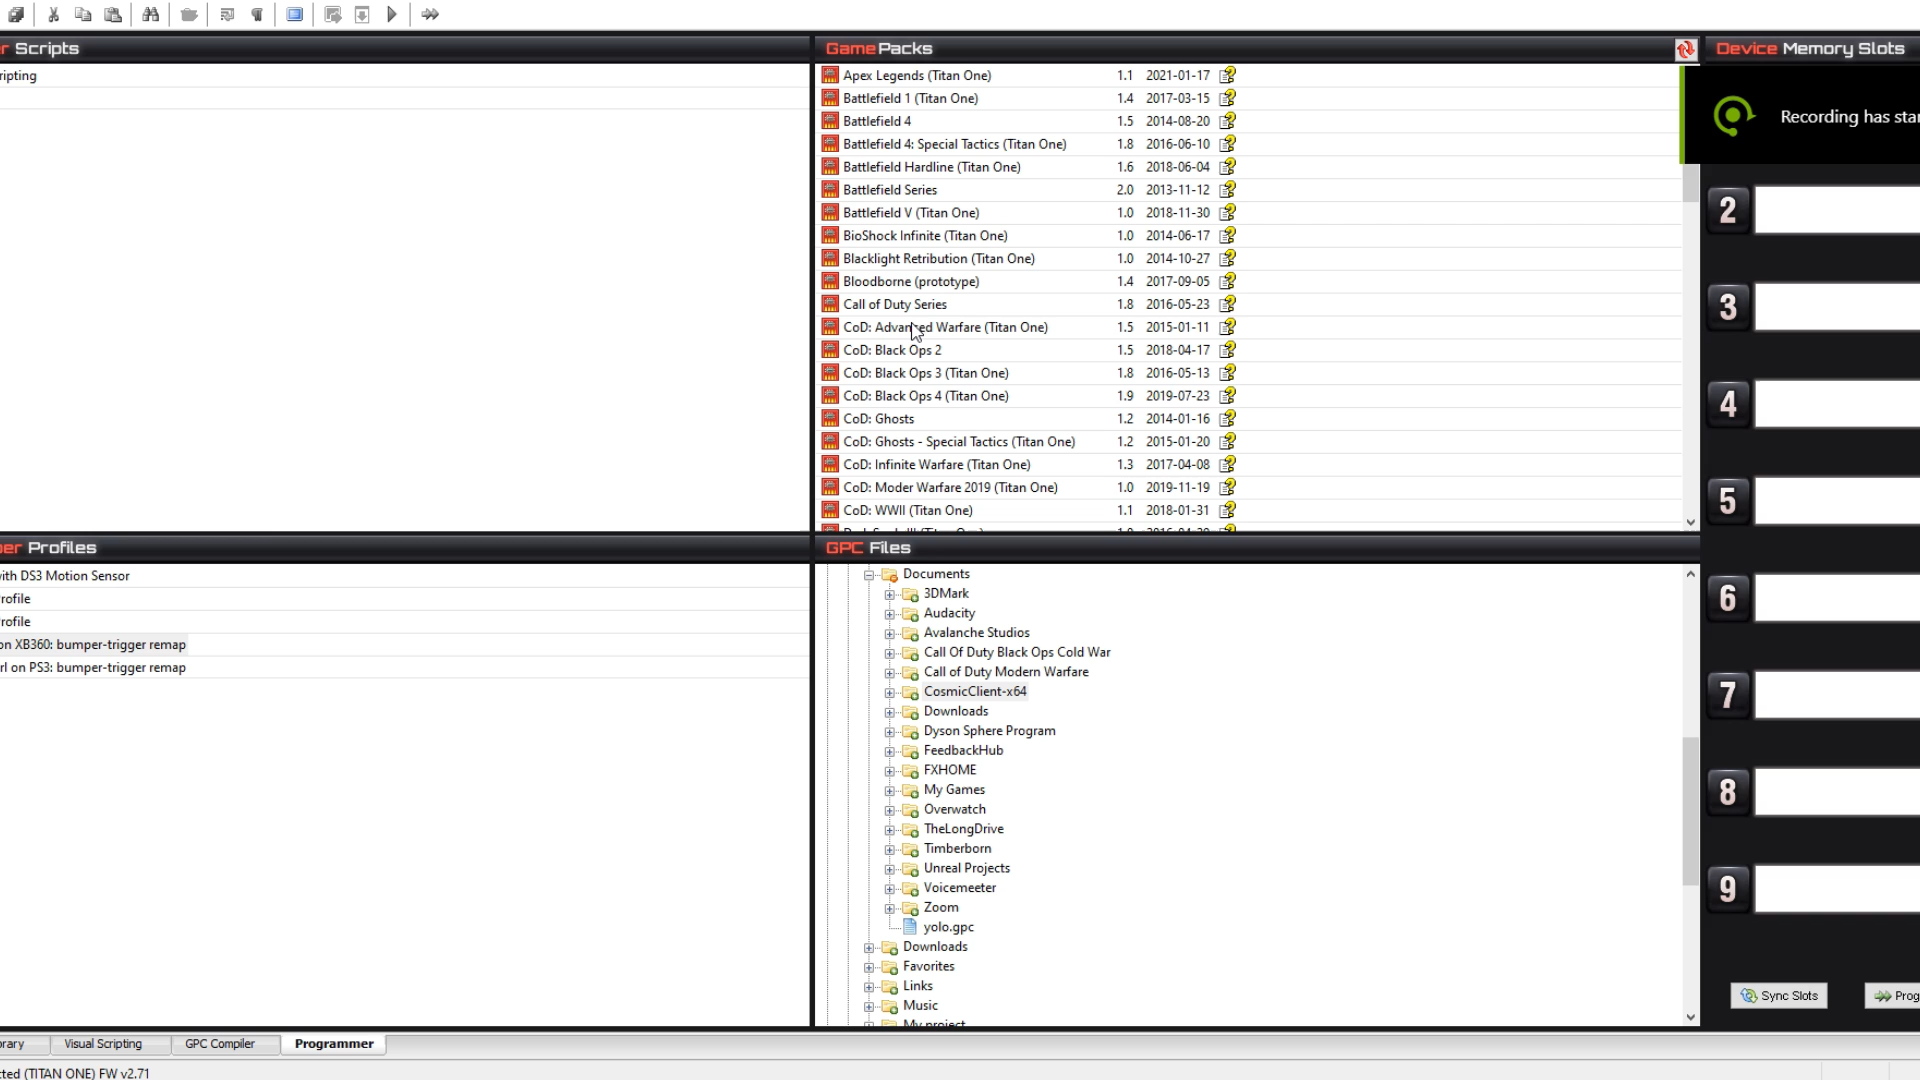 Scripts
ripting
Game Packs
Apex Legends (Titan One) 1.1 2021-01-17
Battlefield 1 (Titan One) 1.4 2017-03-15
Battlefield 4 1.5 2014-08-20
Battlefield 4: Special Tactics (Titan One) 1.8 2016-06-10
Battlefield Hardline (Titan One) 1.6 2018-06-04
Battlefield Series 2.0 2013-11-12
Battlefield V (Titan One) 1.0 2018-11-30
BioShock Infinite (Titan One) 1.0 2014-06-17
Blacklight Retribution (Titan One) 1.0 2014-10-27
Bloodborne (prototype) 1.4 2017-09-05
Call of Duty Series 1.8 2016-05-23
CoD: Advanced Warfare (Titan One) 1.5 2015-01-11
CoD: Black Ops 2 1.5 2018-04-17
CoD: Black Ops 3 (Titan One) 1.8 2016-05-13
CoD: Black Ops 4 (Titan One) 1.9 2019-07-23
CoD: Ghosts 1.2 2014-01-16
CoD: Ghosts - Special Tactics (Titan One) 1.2 2015-01-20
CoD: Infinite Warfare (Titan One) 1.3 2017-04-08
CoD: Moder Warfare 2019 (Titan One) 1.0 2019-11-19
CoD: WWII (Titan One) 1.1 2018-01-31
Device Memory Slots
Recording has star
2
3
4
5
6
7
8
9
Sync Slots
Prog
er Profiles
ith DS3 Motion Sensor
rofile
rofile
on XB360: bumper-trigger remap
rl on PS3: bumper-trigger remap
GPC Files
Documents
3DMark
Audacity
Avalanche Studios
Call Of Duty Black Ops Cold War
Call of Duty Modern Warfare
CosmicClient-x64
Downloads
Dyson Sphere Program
FeedbackHub
FXHOME
My Games
Overwatch
TheLongDrive
Timberborn
Unreal Projects
Voicemeeter
Zoom
yolo.gpc
Downloads
Favorites
Links
Music
My project
rary
Visual Scripting
GPC Compiler
Programmer
ted (TITAN ONE) FW v2.71